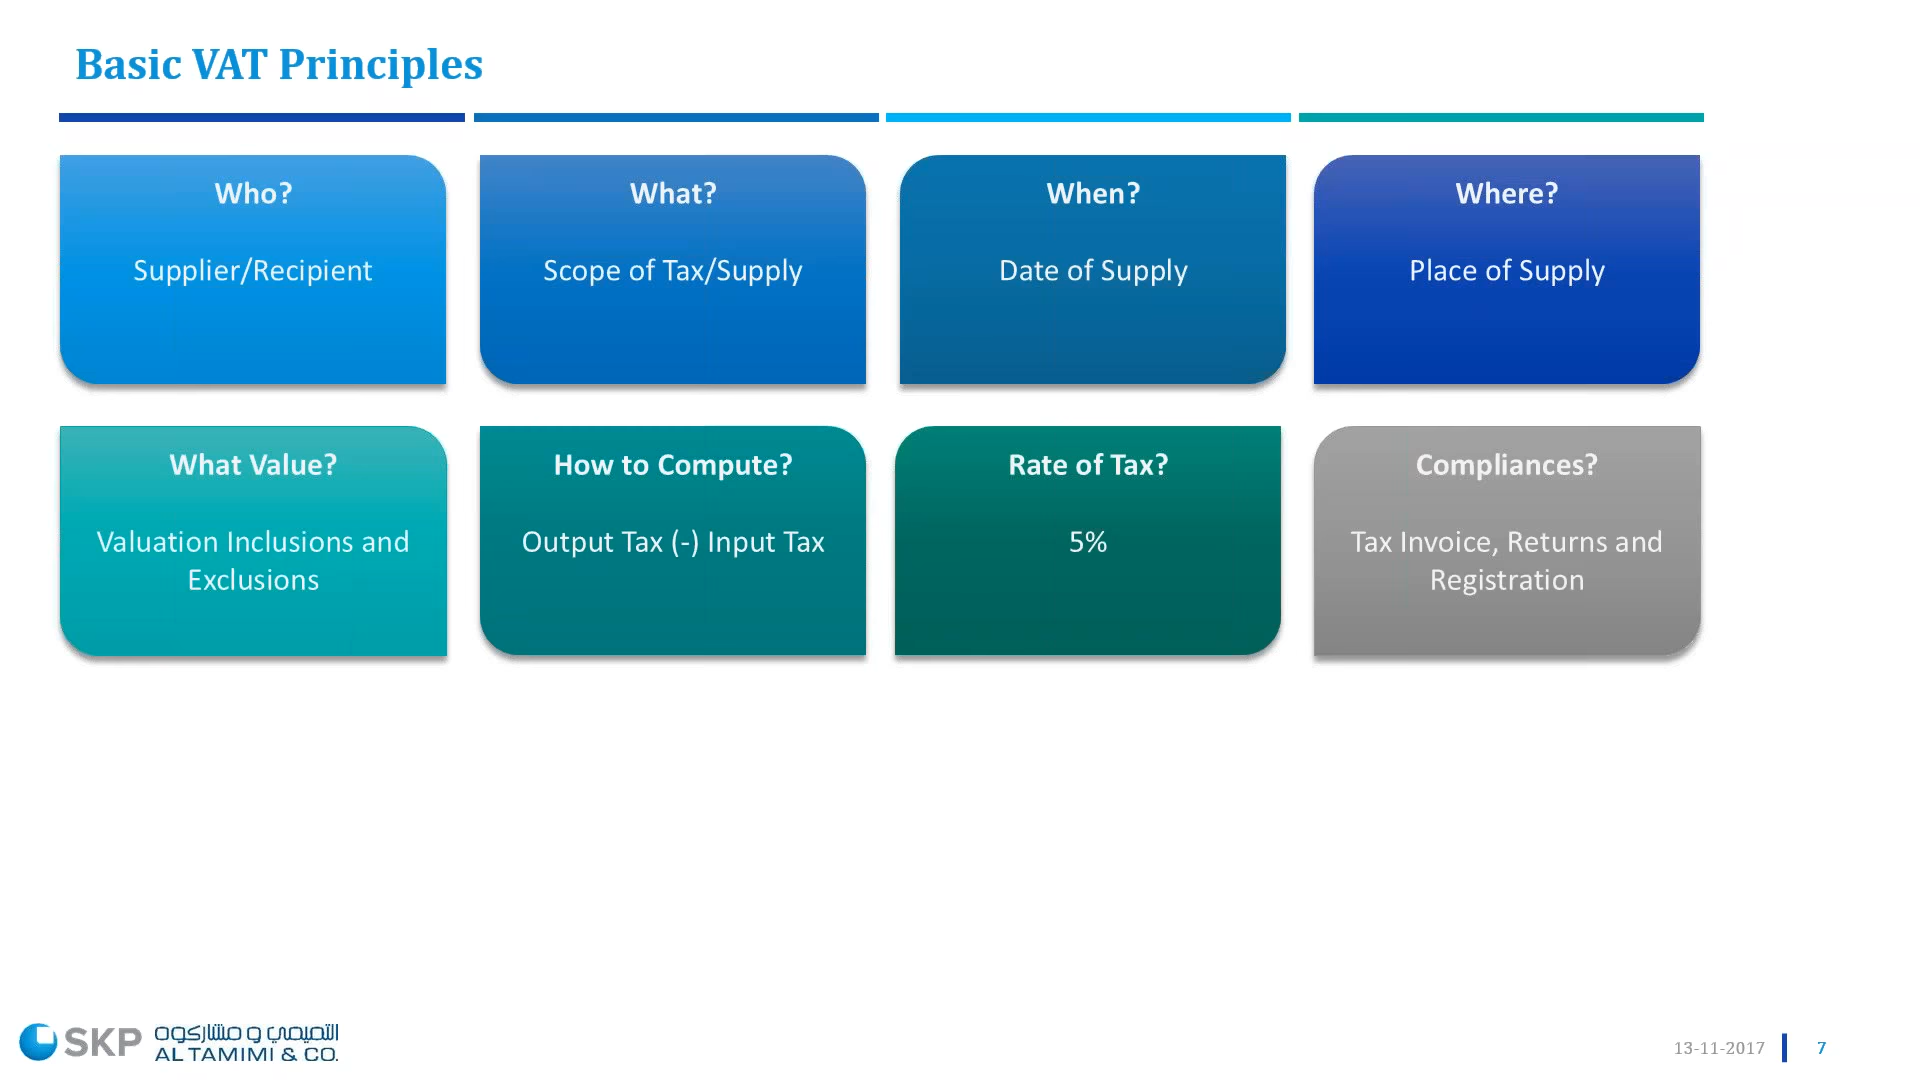 Basic VAT Principles
Who?
Supplier/Recipient
What?
Scope of Tax/Supply
When?
Date of Supply
Where?
Place of Supply
What Value?
Valuation Inclusions and
Exclusions
How to Compute?
Output Tax (-) Input Tax
Rate of Tax?
5%
Compliances?
Tax Invoice, Returns and
Registration
SKP
التميمي و مشاركوه
AL TAMIMI & CO.
13-11-2017
7